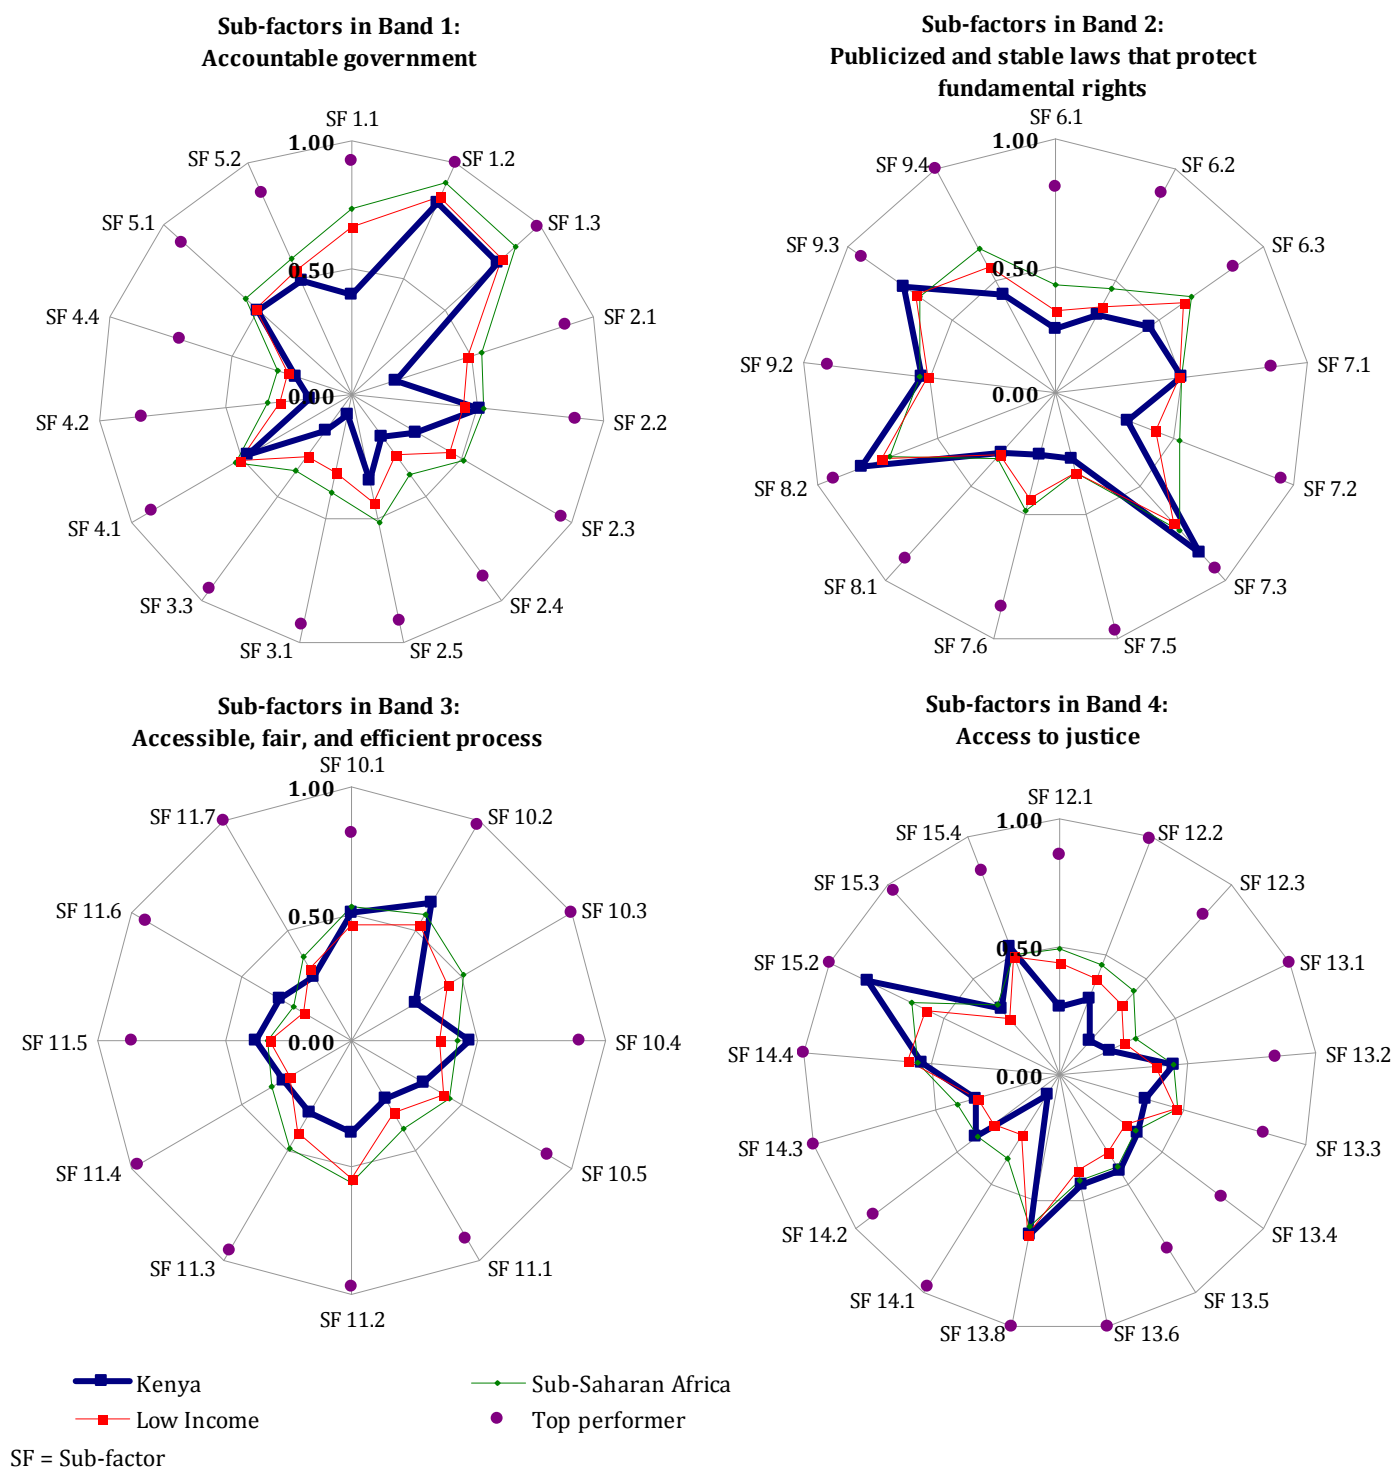 Sub-factors in Band 1:
Accountable government
SF 1.1
1.00
SF 1.2
SF 5.2
SF 1.3
SF 5.1
0.50
SF 2.1
SF 4.4
0.00
SF 2.2
SF 4.2
SF 2.3
SF 4.1
SF 2.4
SF 3.3
SF 2.5
SF 3.1
Sub-factors in Band 2:
Publicized and stable laws that protect
fundamental rights
SF 6.1
1.00
SF 6.2
SF 9.4
SF 6.3
SF 9.3
0.50
SF 7.1
SF 9.2
0.00
SF 7.2
SF 8.2
SF 7.3
SF 8.1
SF 7.5
SF 7.6
Sub-factors in Band 3:
Accessible, fair, and efficient process
SF 10.1
1.00
SF 10.2
SF 11.7
SF 10.3
SF 11.6
0.50
SF 10.4
SF 11.5
0.00
SF 10.5
SF 11.4
SF 11.1
SF 11.3
SF 11.2
Sub-factors in Band 4:
Access to justice
SF 12.1
1.00
SF 12.2
SF 15.4
SF 12.3
SF 15.3
0.50
SF 13.1
SF 15.2
SF 13.2
SF 14.4
0.00
SF 13.3
SF 14.3
SF 13.4
SF 14.2
SF 13.5
SF 14.1
SF 13.6
SF 13.8
Kenya
Sub-Saharan Africa
Low Income
Top performer
SF = Sub-factor